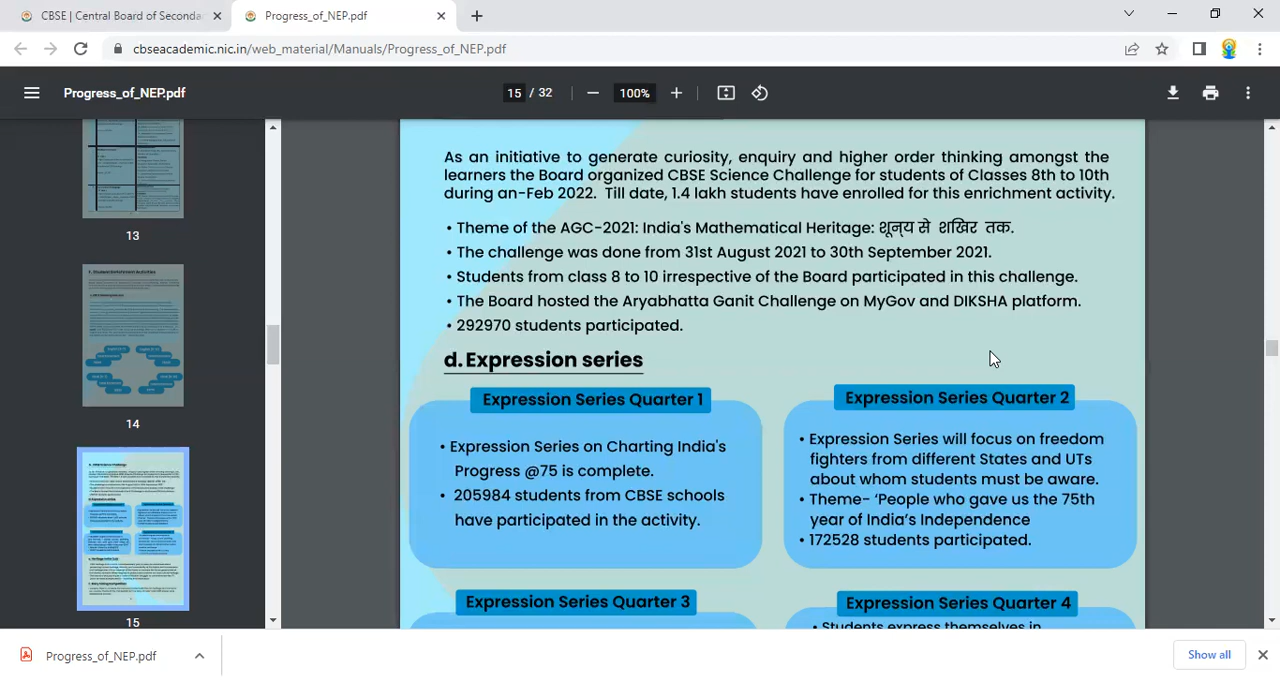 CBSE | Central Board of Seconda
Progress_of_NEP.pdf
cbseacademic.nic.in/web_material/Manuals/Progress_of_NEP.pdf
Progress_of_NEP.pdf
15 / 32
100%
13
14
15
As an initiative to generate curiosity, enquiry and higher order thinking amongst the
learners the Board organized CBSE Science Challenge for students of Classes 8th to 10th
during an-Feb 2022. Till date, 1.4 lakh students have enrolled for this enrichment activity.
• Theme of the AGC-2021: India's Mathematical Heritage: शून्य से शखिर तक.
• The challenge was done from 31st August 2021 to 30th September 2021.
• Students from class 8 to 10 irrespective of the Board participated in this challenge.
• The Board hosted the Aryabhatta Ganit Challenge on MyGov and DIKSHA platform.
• 292970 students participated.
d. Expression series
Expression Series Quarter 1
• Expression Series on Charting India's
Progress @75 is complete.
• 205984 students from CBSE schools
have participated in the activity.
Expression Series Quarter 2
• Expression Series will focus on freedom
fighters from different States and UTs
about whom students must be aware.
• Theme- ‘People who gave us the 75th
year of India’s Independence
• 172528 students participated.
Expression Series Quarter 3
Expression Series Quarter 4
• Students express themselves in
Progress_of_NEP.pdf
Show all